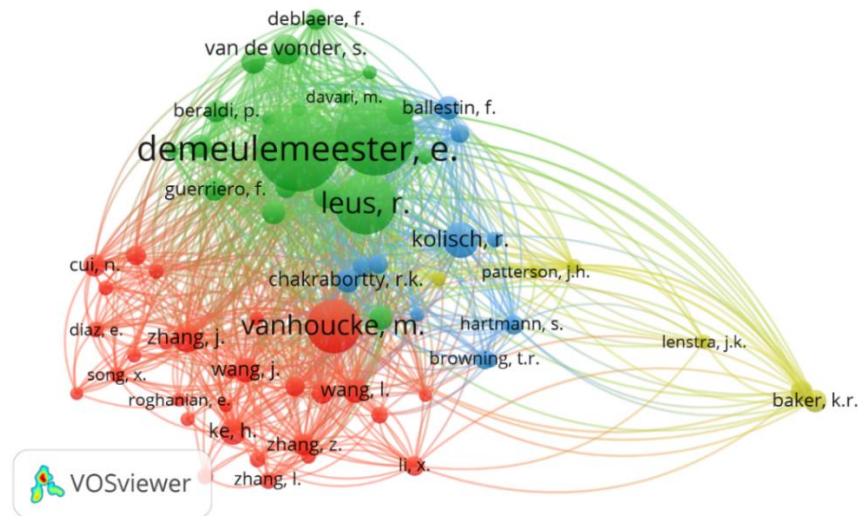 deblaere, f.
van de vonder, s.
davari, m.
ballestin, f.
beraldi, p.
demeulemeester, e.
guerriero, f.
leus, r.
kolisch, r.
cui, n.
chakrabortty, r.k.
patterson, j.h.
vanhoucke, m.
hartmann, s.
diaz, e.
zhang, j.
lenstra, j.k.
browning, t.r.
wang, j.
song, x.
wang, l.
roghanian, e.
baker, k.r.
ke, h.
zhang, z.
li, x.
zhang, l.
VOSviewer